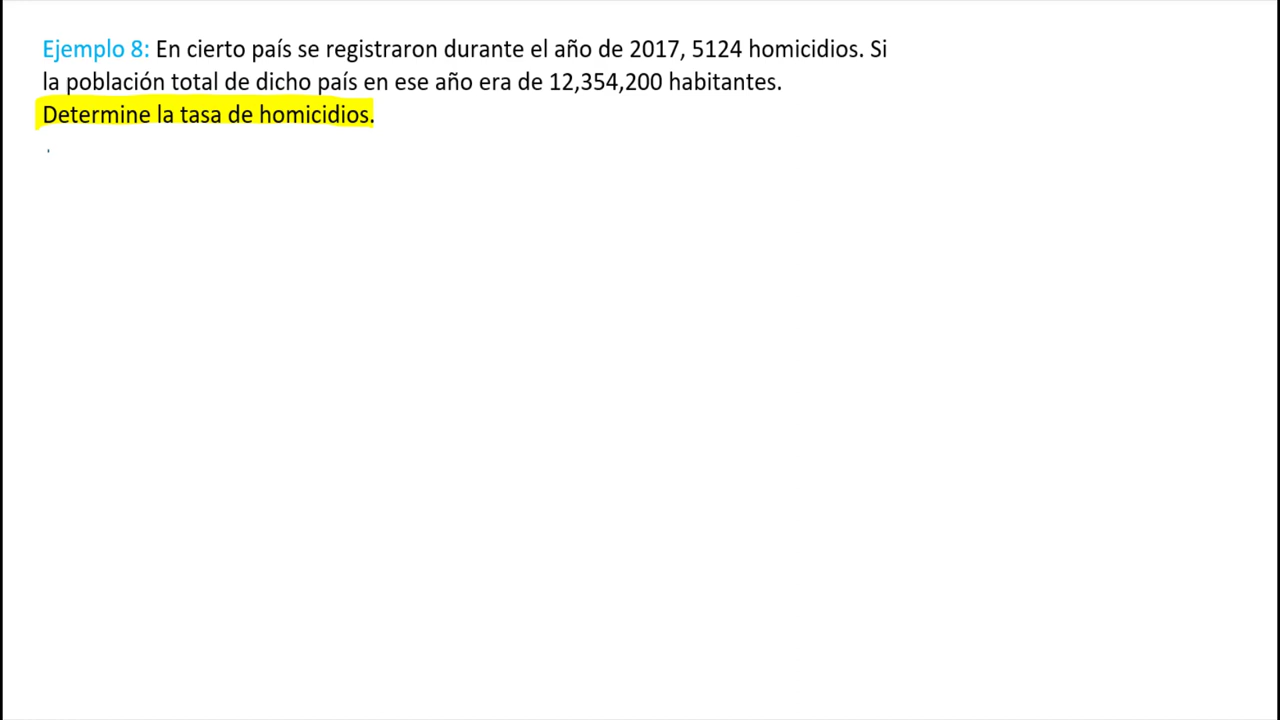 Ejemplo 8: En cierto país se registraron durante el año de 2017, 5124 homicidios. Si
la población total de dicho país en ese año era de 12,354,200 habitantes.
Determine la tasa de homicidios.